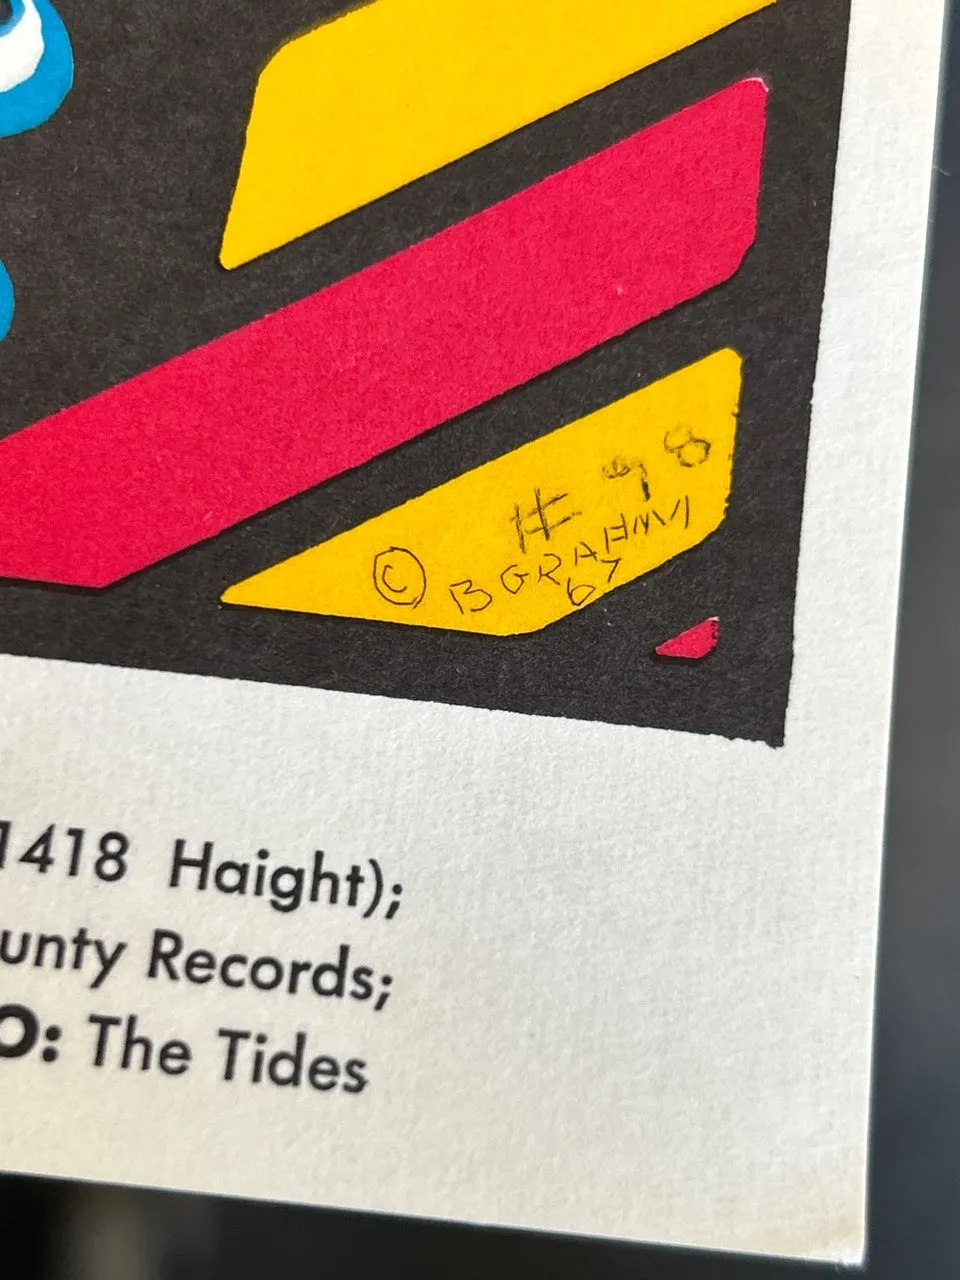 # 98
© B GRAHAM
67
1418 Haight);
unty Records;
O: The Tides